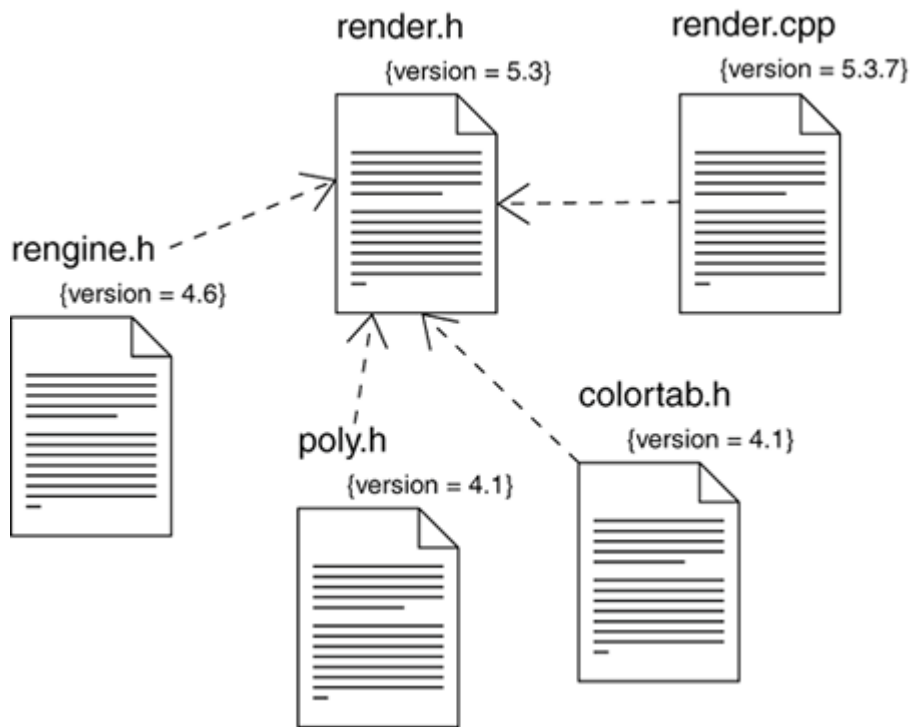 render.h
{version = 5.3}
render.cpp
{version = 5.3.7}
rengine.h
{version = 4.6}
poly.h
{version = 4.1}
colortab.h
{version = 4.1}